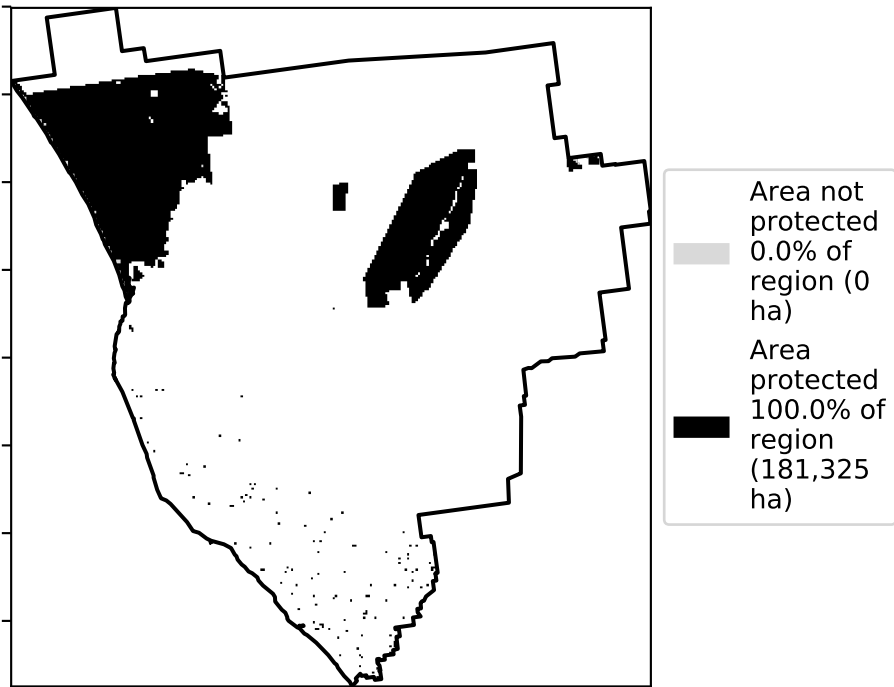 Area not
protected
0.0% of
region (0
ha)
Area
protected
100.0% of
region
(181,325
ha)